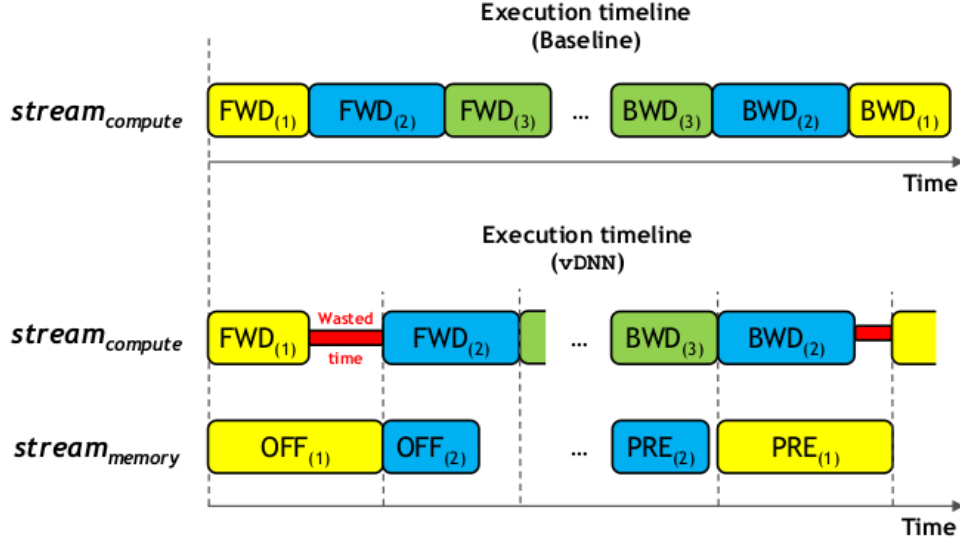 Execution timeline
(Baseline)
stream_compute FWD_(1) FWD_(2) FWD_(3) ... BWD_(3) BWD_(2) BWD_(1)
Time
Execution timeline
(vDNN)
stream_compute FWD_(1) Wasted time FWD_(2) ... BWD_(3) BWD_(2)
stream_memory OFF_(1) OFF_(2) ... PRE_(2) PRE_(1)
Time